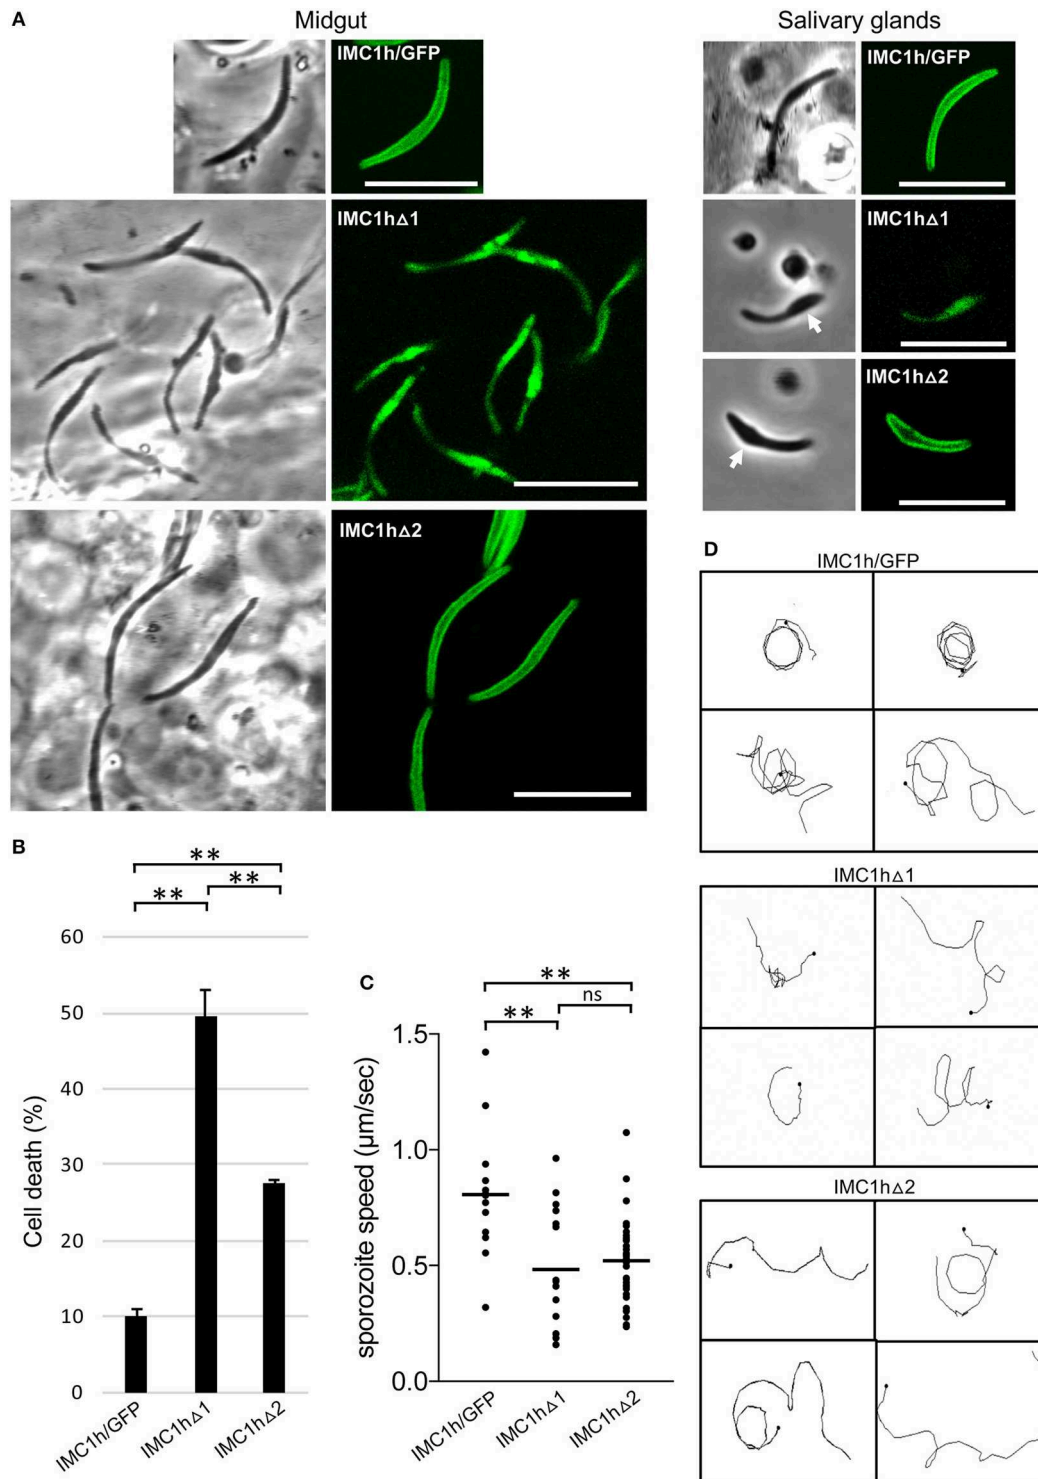 A
Midgut
Salivary glands
IMC1h/GFP
IMC1h/GFP
IMC1hΔ1
IMC1hΔ1
IMC1hΔ2
IMC1hΔ2
B
**
** **
60
50
40
30
20
10
0
Cell death (%)
IMC1h/GFP
IMC1hΔ1
IMC1hΔ2
C
**
** ns
1.5
1.0
0.5
0.0
sporozoite speed (µm/sec)
IMC1h/GFP
IMC1hΔ1
IMC1hΔ2
D
IMC1h/GFP
IMC1hΔ1
IMC1hΔ2